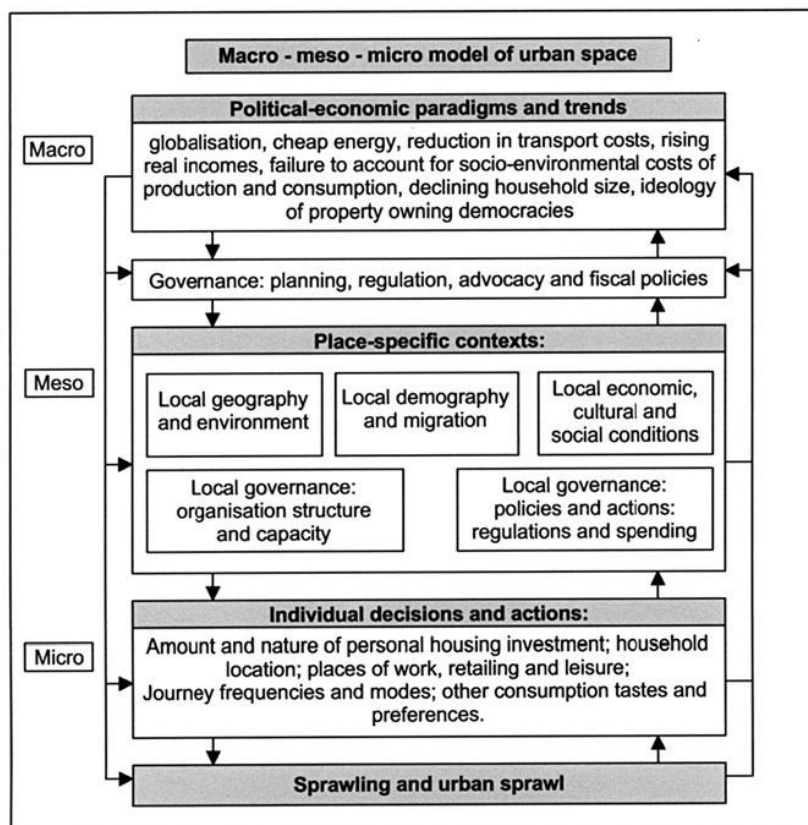 Macro - meso - micro model of urban space
Political-economic paradigms and trends
Macro
globalisation, cheap energy, reduction in transport costs, rising
real incomes, failure to account for socio-environmental costs of
production and consumption, declining household size, ideology
of property owning democracies
Governance: planning, regulation, advocacy and fiscal policies
Place-specific contexts:
Meso
Local geography
and environment
Local demography
and migration
Local economic,
cultural and
social conditions
Local governance:
organisation structure
and capacity
Local governance:
policies and actions:
regulations and spending
Individual decisions and actions:
Micro
Amount and nature of personal housing investment; household
location; places of work, retailing and leisure;
Journey frequencies and modes; other consumption tastes and
preferences.
Sprawling and urban sprawl